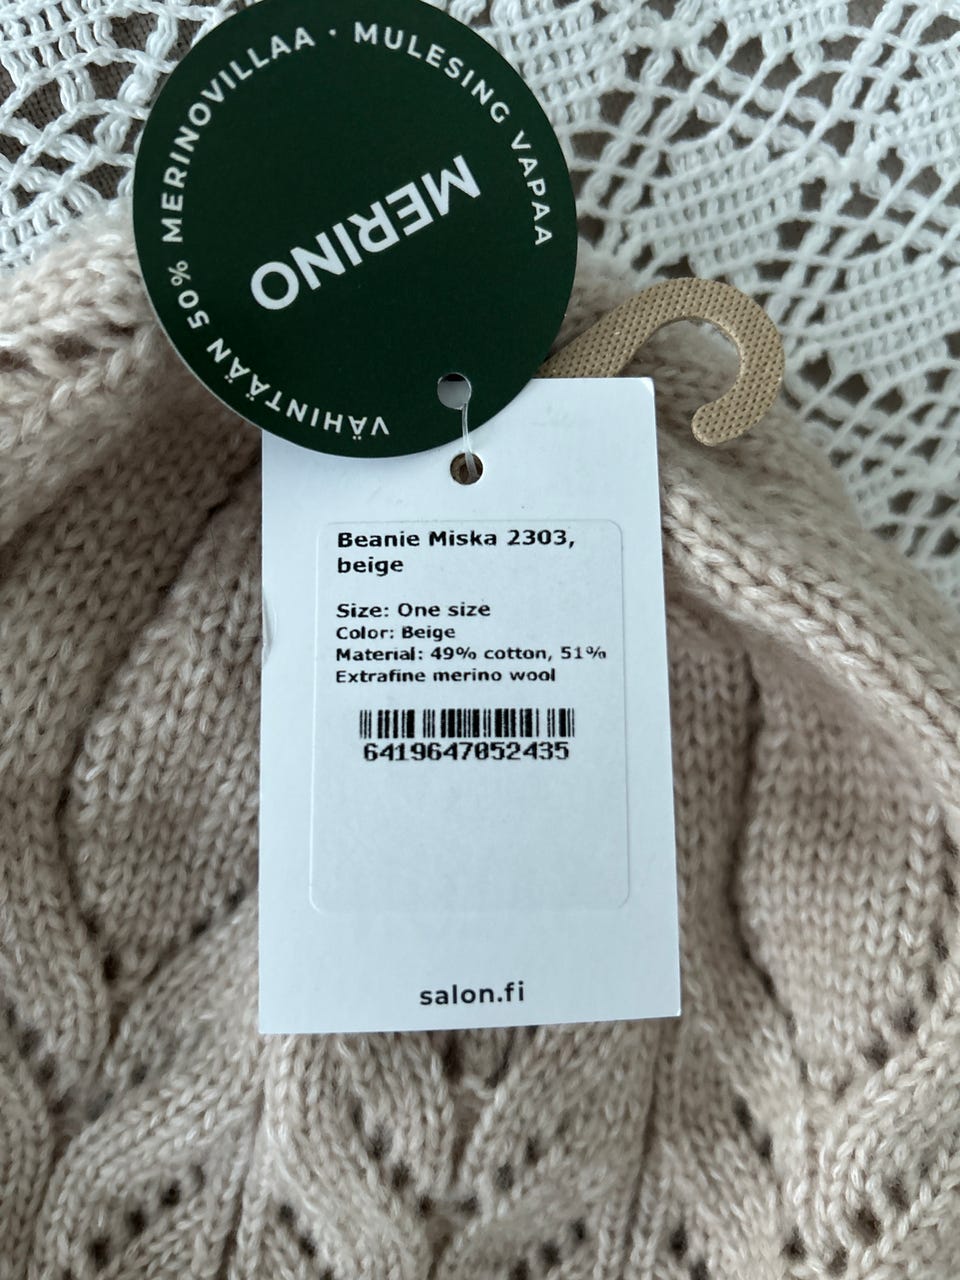 VÄHINTÄÄN 50% MERINOVILLAA · MULESING VAPAA
MERINO
Beanie Miska 2303,
beige
Size: One size
Color: Beige
Material: 49% cotton, 51%
Extrafine merino wool
6419647052435
salon.fi